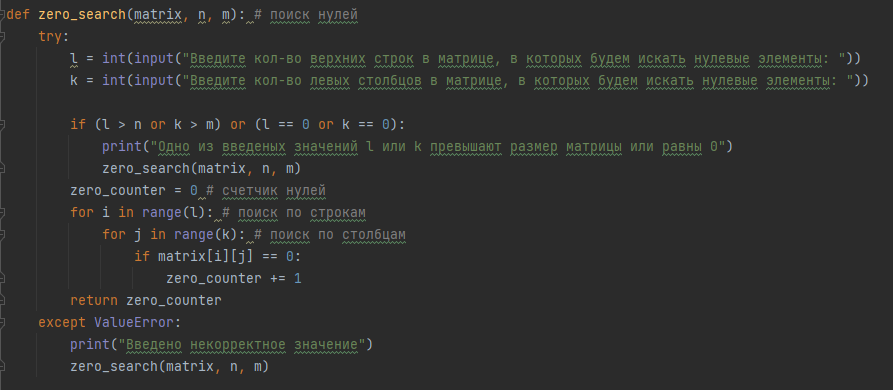 def zero_search(matrix, n, m): # поиск нулей
    try:
        l = int(input("Введите кол-во верхних строк в матрице, в которых будем искать нулевые элементы: "))
        k = int(input("Введите кол-во левых столбцов в матрице, в которых будем искать нулевые элементы: "))

        if (l > n or k > m) or (l == 0 or k == 0):
            print("Одно из введеных значений l или k превышают размер матрицы или равны 0")
            zero_search(matrix, n, m)
        zero_counter = 0 # счетчик нулей
        for i in range(l): # поиск по строкам
            for j in range(k): # поиск по столбцам
                if matrix[i][j] == 0:
                    zero_counter += 1
        return zero_counter
    except ValueError:
        print("Введено некорректное значение")
        zero_search(matrix, n, m)